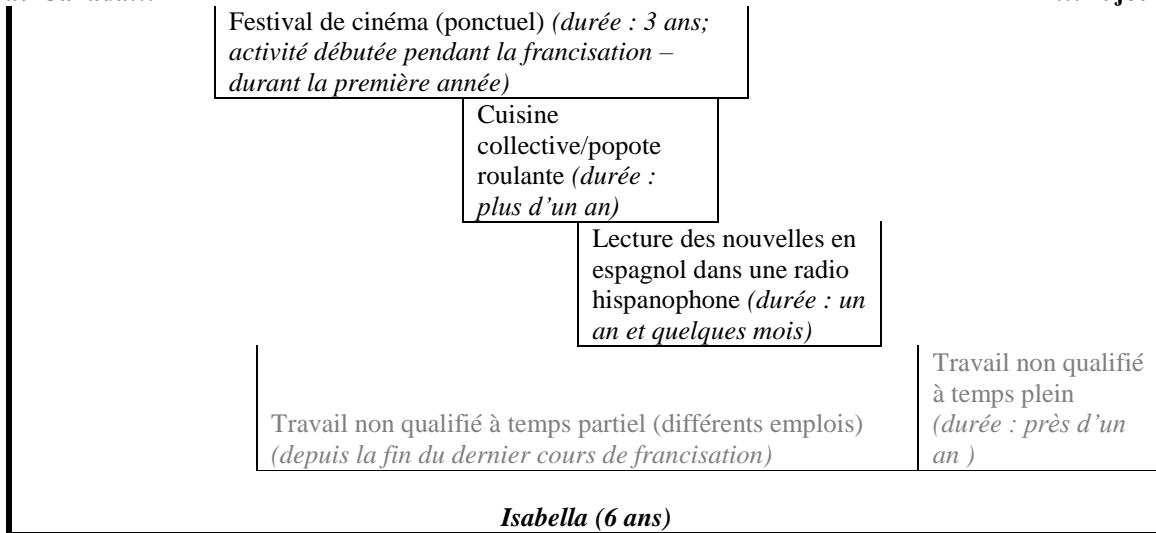 Festival de cinéma (ponctuel) (durée : 3 ans;
activité débutée pendant la francisation –
durant la première année)
Cuisine
collective/popote
roulante (durée :
plus d'un an)
Lecture des nouvelles en
espagnol dans une radio
hispanophone (durée : un
an et quelques mois)
Travail non qualifié à temps partiel (différents emplois)
(depuis la fin du dernier cours de francisation)
Travail non qualifié
à temps plein
(durée : près d'un
an )
Isabella (6 ans)